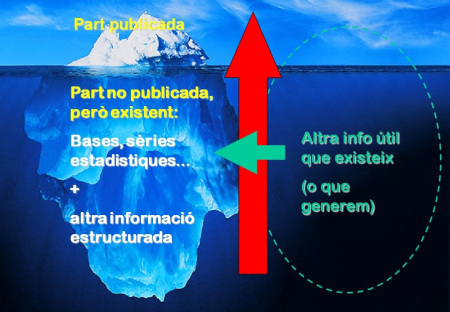 Part publicada
Part no publicada,
però existent:
Bases, sèries
estadistiques...
+
altra informació
estructurada
Altra info útil
que existeix
(o que
generem)